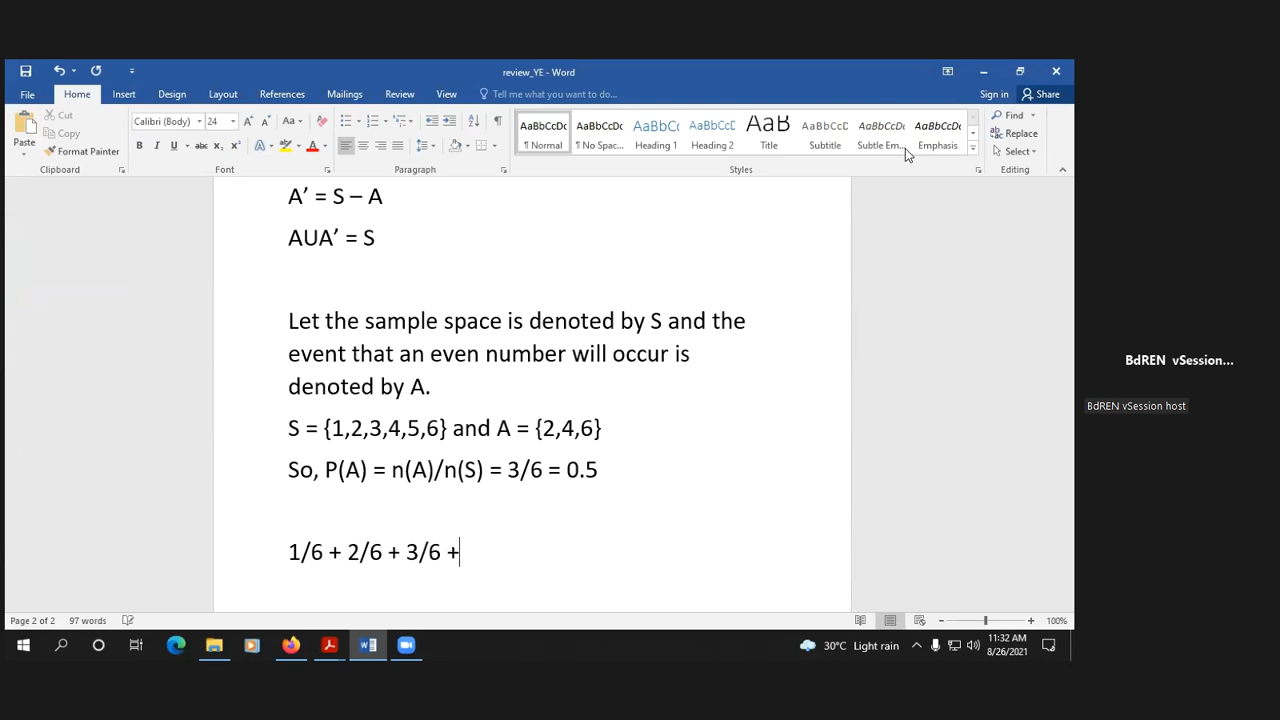 review_YE - Word
File Home Insert Design Layout References Mailings Review View Tell me what you want to do... Sign in Share
Cut
Copy
Format Painter
Paste
Calibri (Body) 24
AaBbCcDc AaBbCcDc AaBbCc AaBbCcD AaB AaBbCcD AaBbCcDc AaBbCcDc
¶ Normal ¶ No Spac... Heading 1 Heading 2 Title Subtitle Subtle Em... Emphasis
Find
Replace
Select
Clipboard Font Paragraph Styles Editing
A’ = S – A
AUA’ = S
Let the sample space is denoted by S and the
event that an even number will occur is
denoted by A.
S = {1,2,3,4,5,6} and A = {2,4,6}
So, P(A) = n(A)/n(S) = 3/6 = 0.5
1/6 + 2/6 + 3/6 +
BdREN vSession...
BdREN vSession host
Page 2 of 2 97 words 100%
30°C Light rain
11:32 AM
8/26/2021